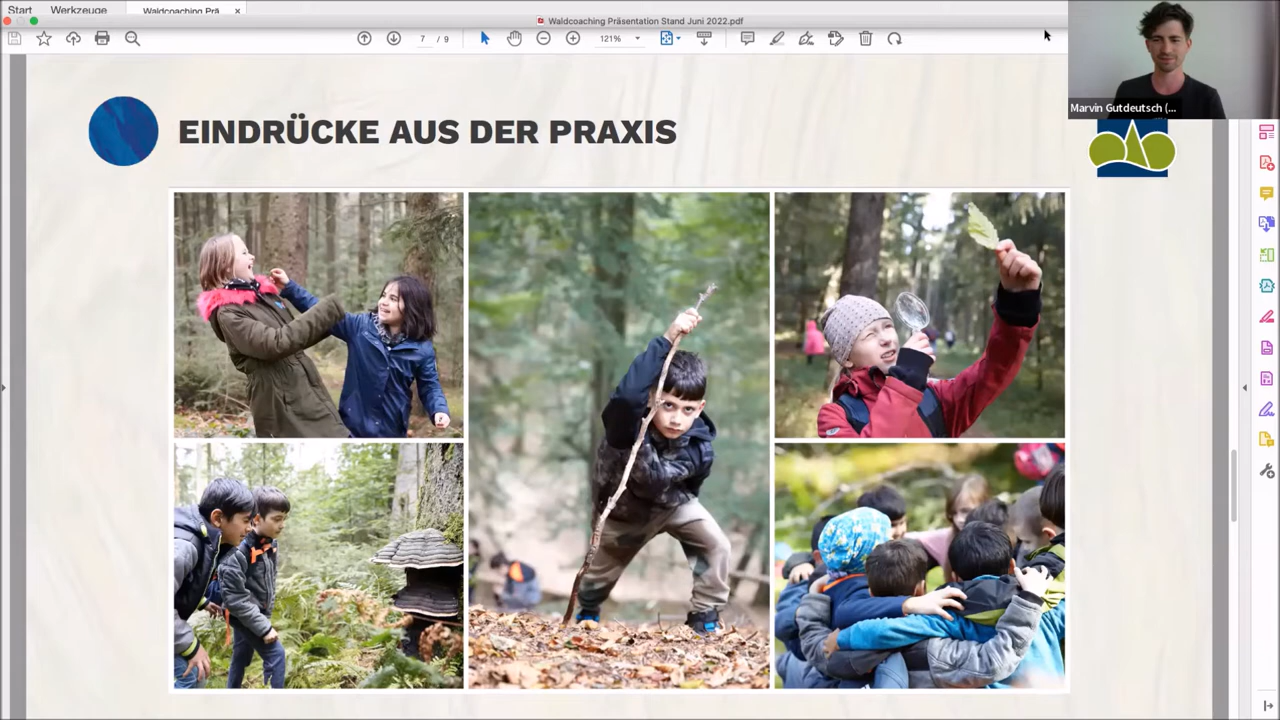 Start
Werkzeuge
Waldcoaching Prä...
×
Waldcoaching Präsentation Stand Juni 2022.pdf
7 / 9
121%
Marvin Gutdeutsch (...
EINDRÜCKE AUS DER PRAXIS